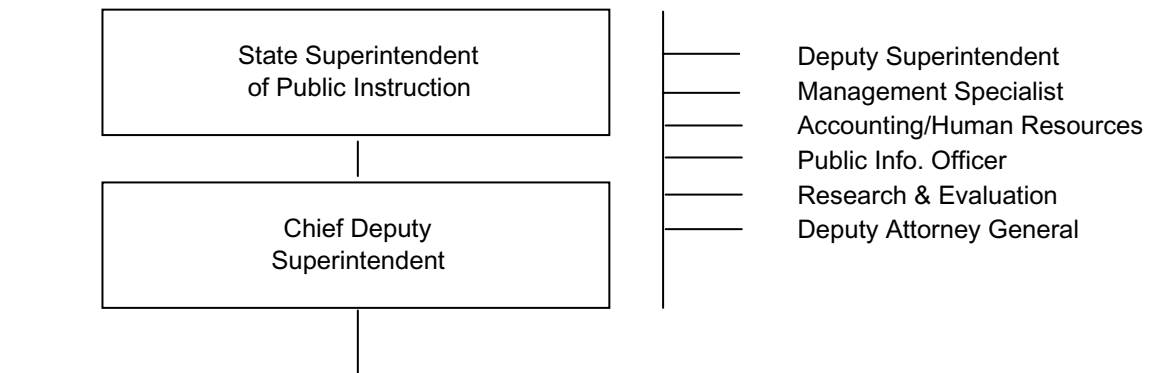 State Superintendent
of Public Instruction
Chief Deputy
Superintendent
Deputy Superintendent
Management Specialist
Accounting/Human Resources
Public Info. Officer
Research & Evaluation
Deputy Attorney General